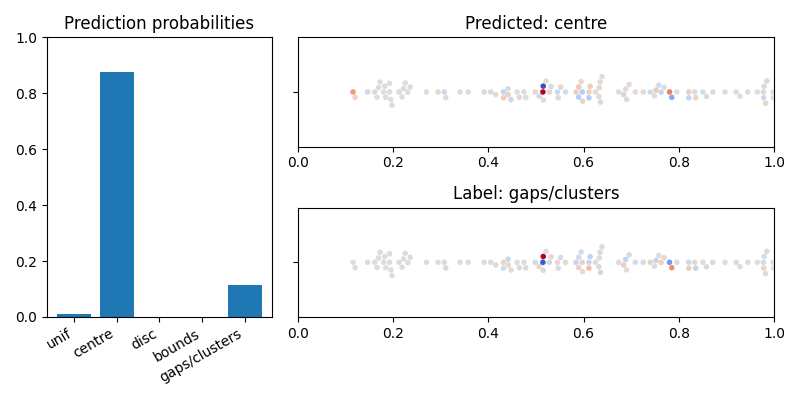 Prediction probabilities
1.0
0.8
0.6
0.4
0.2
0.0
unif
centre
disc
bounds
gaps/clusters
Predicted: centre
0.0 0.2 0.4 0.6 0.8 1.0
Label: gaps/clusters
0.0 0.2 0.4 0.6 0.8 1.0